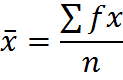 x̄ = ∑ fx / n